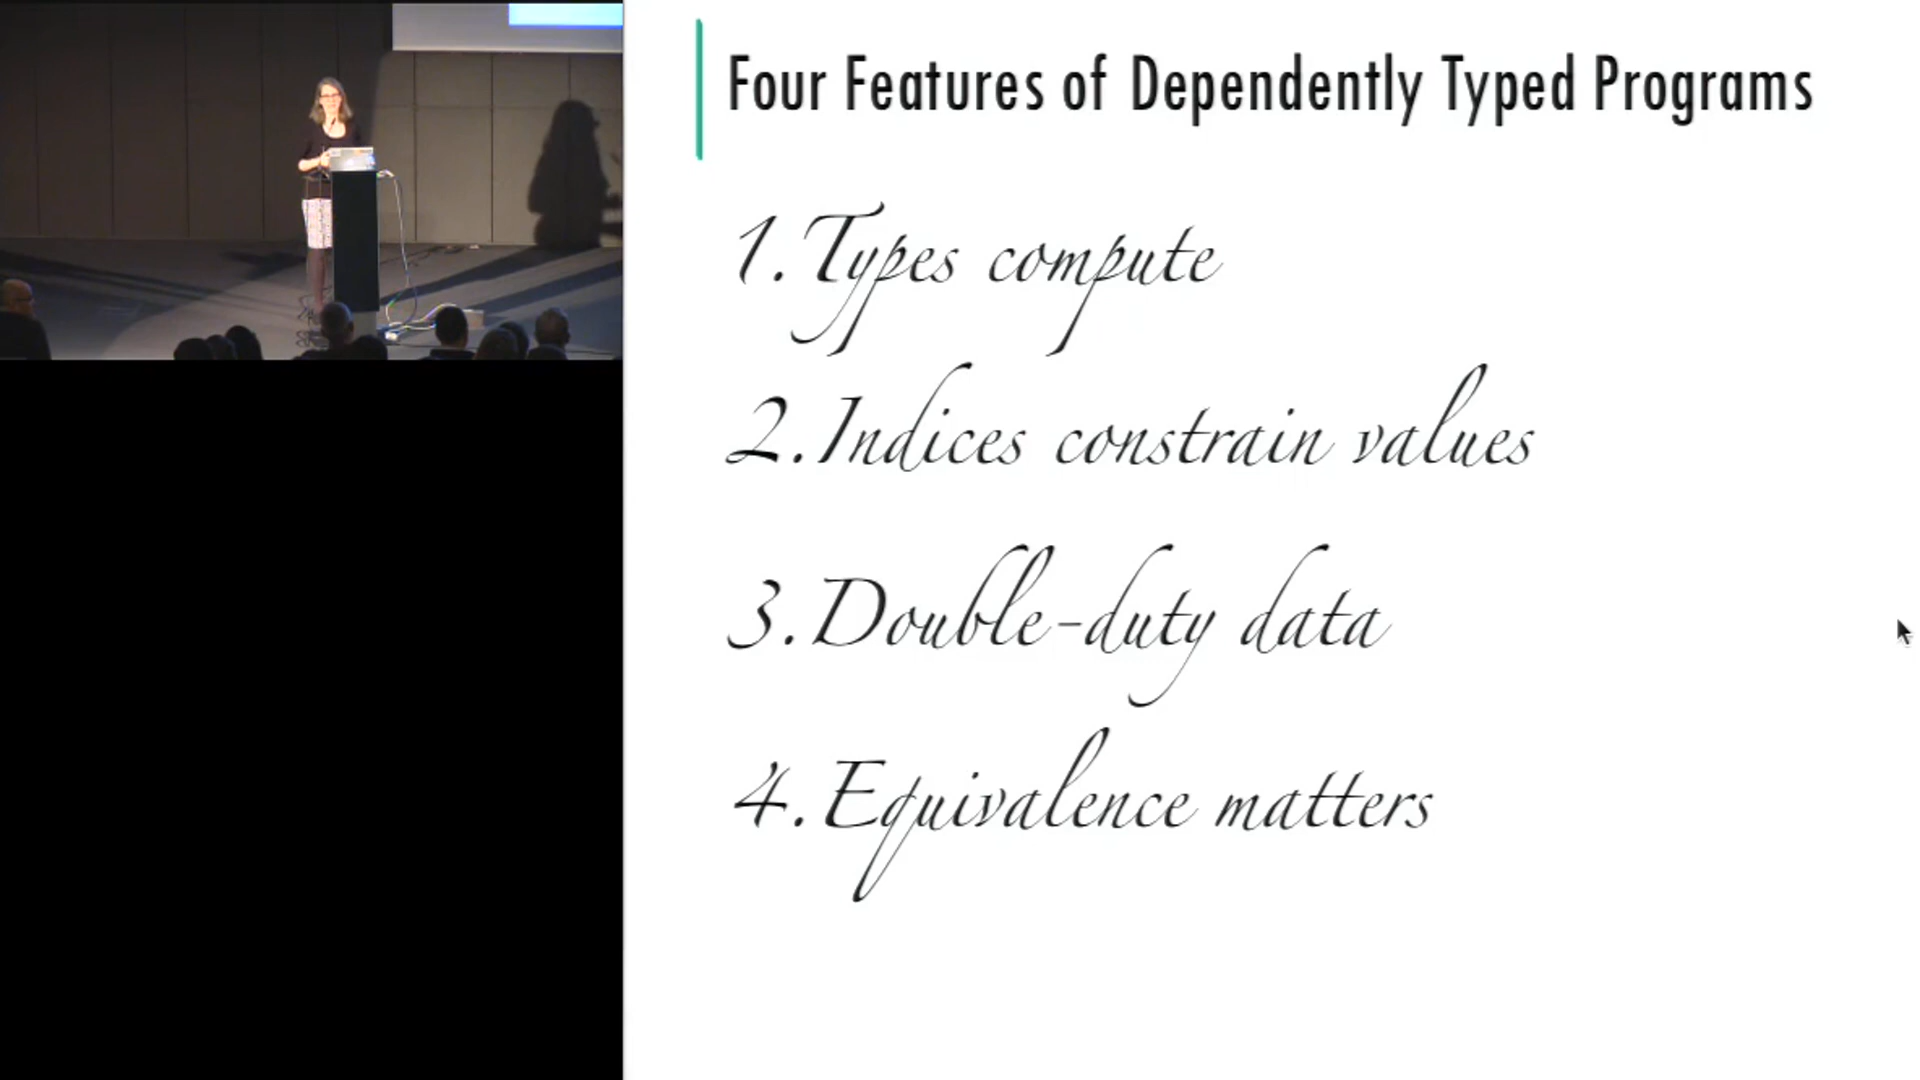 Four Features of Dependently Typed Programs
1. Types compute
2. Indices constrain values
3. Double-duty data
4. Equivalence matters